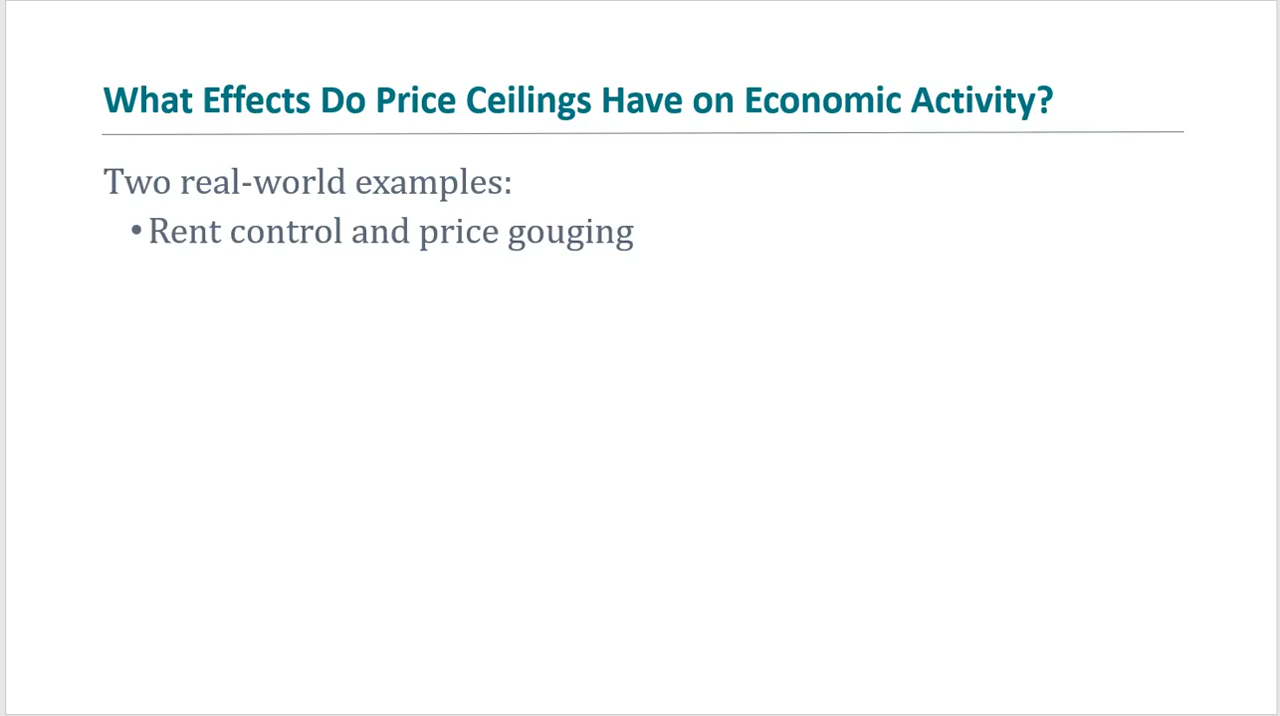 What Effects Do Price Ceilings Have on Economic Activity?
Two real-world examples:
•Rent control and price gouging